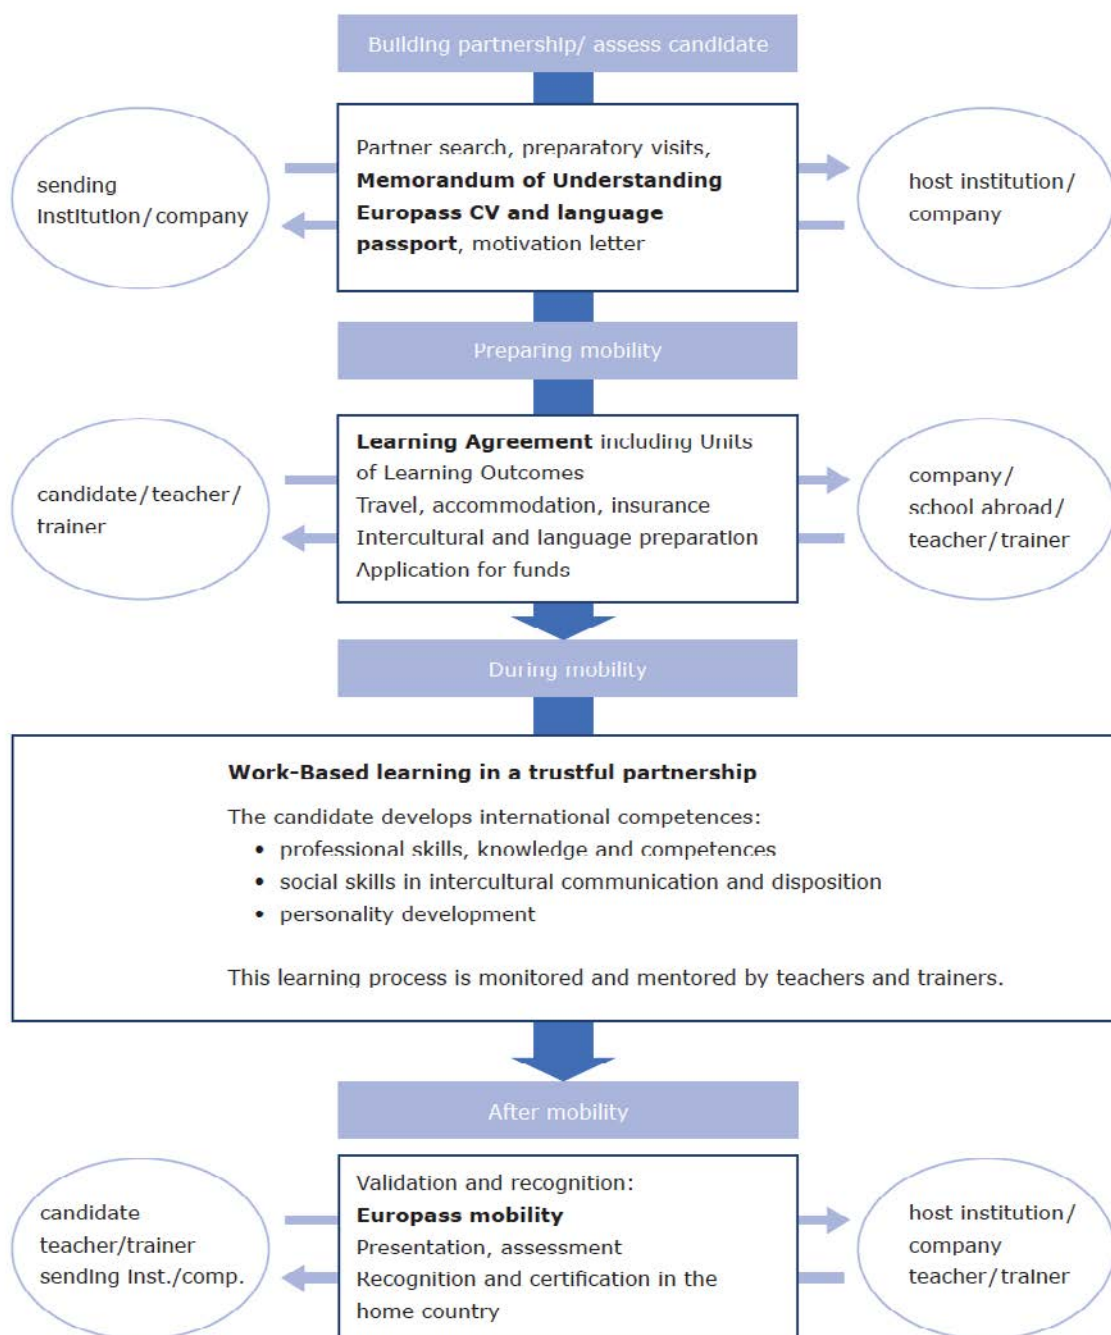 Building partnership/ assess candidate
sending
institution/company
Partner search, preparatory visits,
Memorandum of Understanding
Europass CV and language
passport, motivation letter
host institution/
company
Preparing mobility
candidate/teacher/
trainer
Learning Agreement including Units
of Learning Outcomes
Travel, accommodation, insurance
Intercultural and language preparation
Application for funds
company/
school abroad/
teacher/trainer
During mobility
Work-Based learning in a trustful partnership
The candidate develops international competences:
• professional skills, knowledge and competences
• social skills in intercultural communication and disposition
• personality development
This learning process is monitored and mentored by teachers and trainers.
After mobility
candidate
teacher/trainer
sending inst./comp.
Validation and recognition:
Europass mobility
Presentation, assessment
Recognition and certification in the
home country
host institution/
company
teacher/trainer